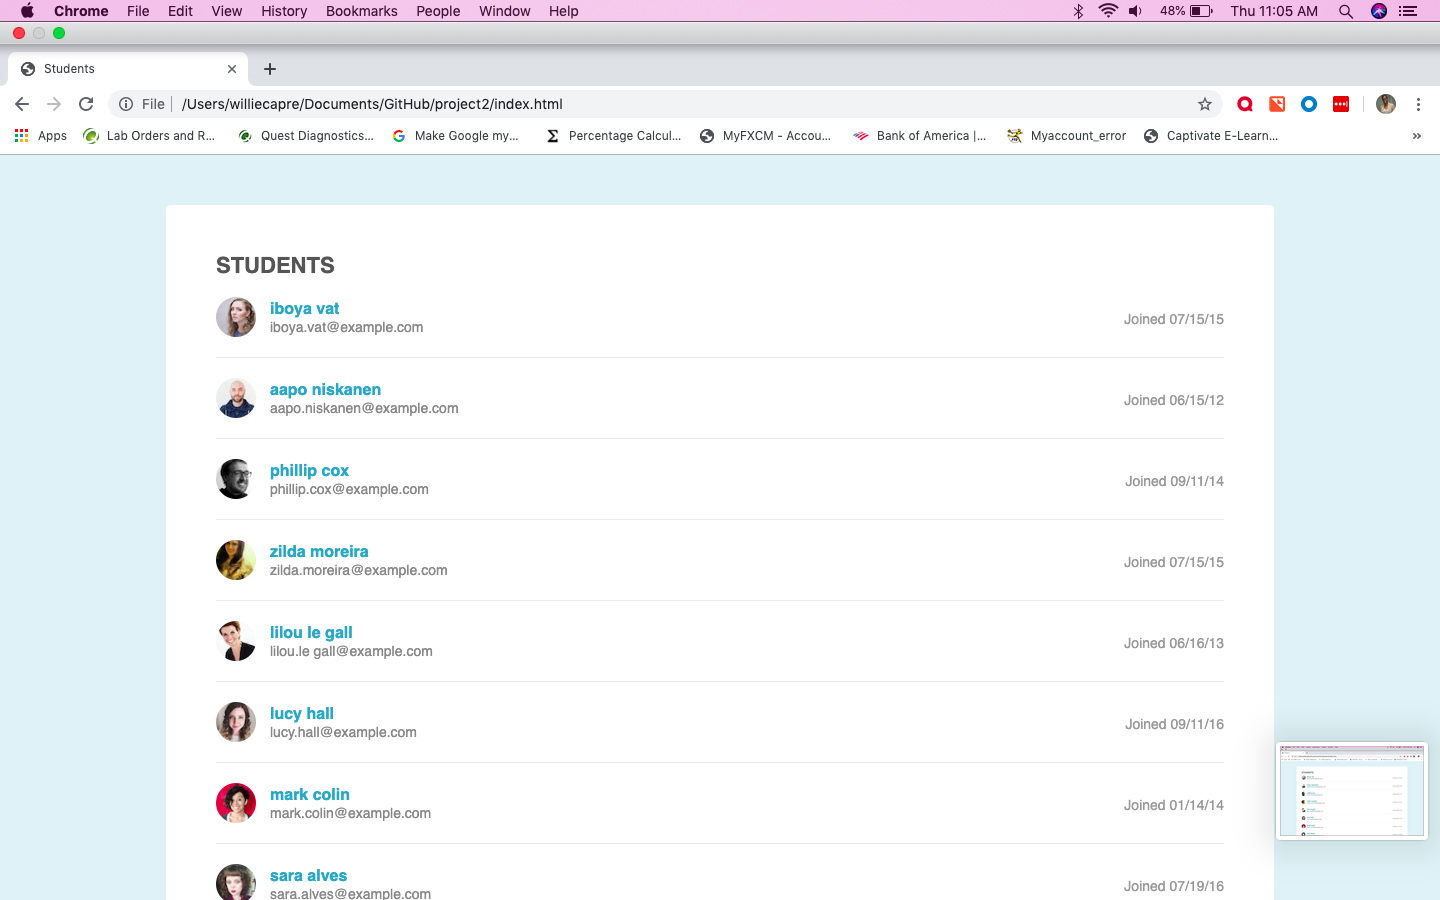 Chrome File Edit View History Bookmarks People Window Help 48% Thu 11:05 AM
Students
File /Users/williecapre/Documents/GitHub/project2/index.html
Apps Lab Orders and R... Quest Diagnostics... Make Google my... Percentage Calcul... MyFXCM - Accou... Bank of America |... Myaccount_error Captivate E-Learn... »
STUDENTS
iboya vat
iboya.vat@example.com
Joined 07/15/15
aapo niskanen
aapo.niskanen@example.com
Joined 06/15/12
phillip cox
phillip.cox@example.com
Joined 09/11/14
zilda moreira
zilda.moreira@example.com
Joined 07/15/15
lilou le gall
lilou.le gall@example.com
Joined 06/16/13
lucy hall
lucy.hall@example.com
Joined 09/11/16
mark colin
mark.colin@example.com
Joined 01/14/14
sara alves
sara.alves@example.com
Joined 07/19/16